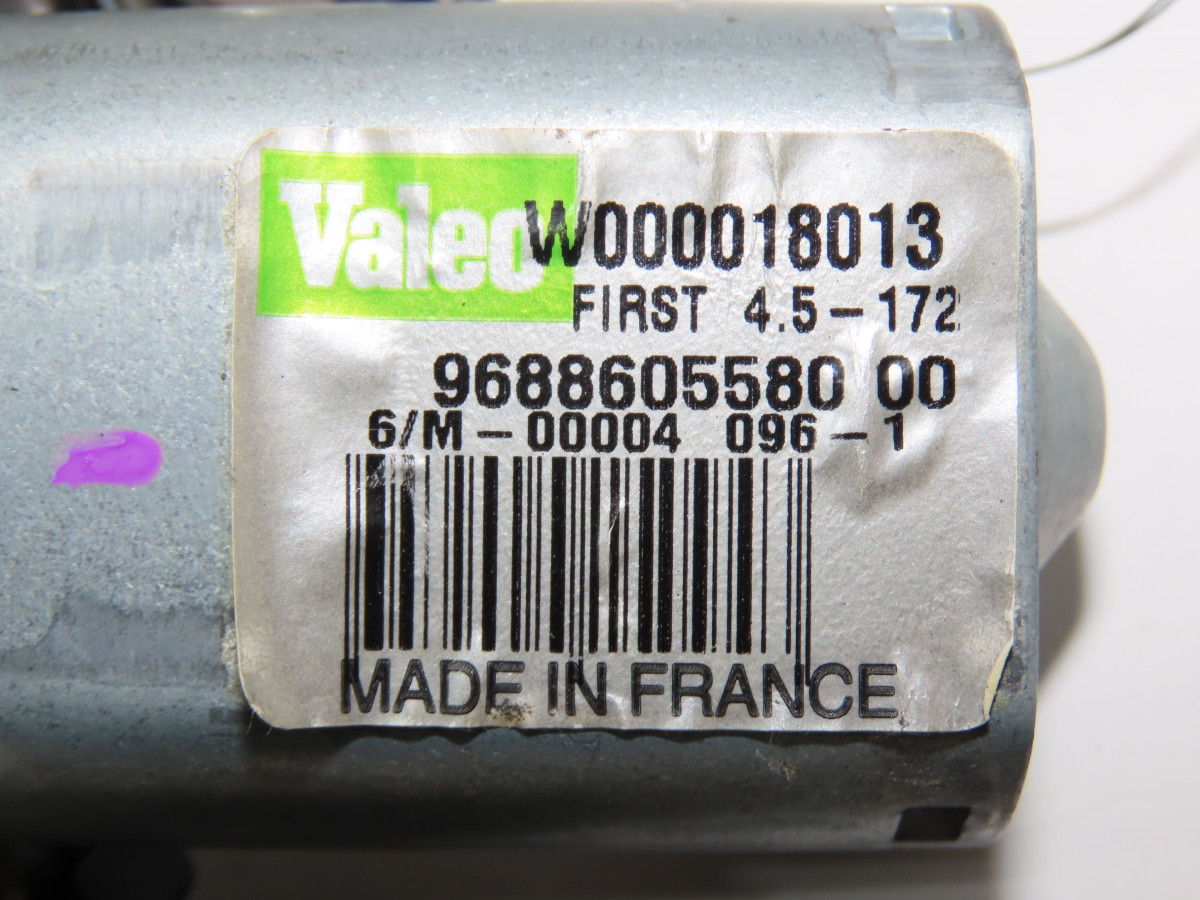 Valeo W000018013
FIRST 4.5-172
9688605580 00
6/M-00004 096-1
MADE IN FRANCE